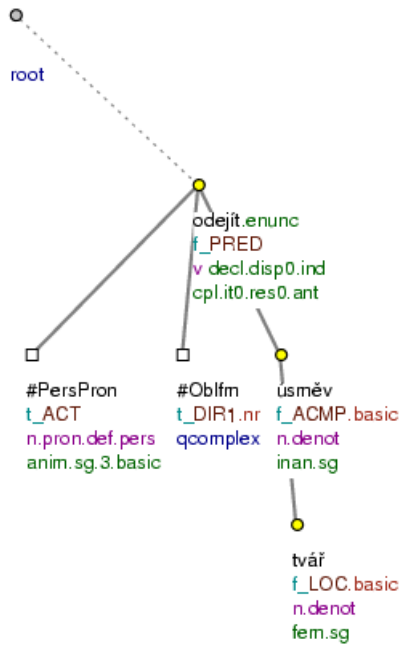 root
odejít.enunc
f_PRED
v decl.disp0.ind
cpl.it0.res0.ant
#PersPron
t_ACT
n.pron.def.pers
anim.sg.3.basic
#Oblfm
t_DIR1.nr
qcomplex
úsměv
f_ACMP.basic
n.denot
inan.sg
tvář
f_LOC.basic
n.denot
fem.sg